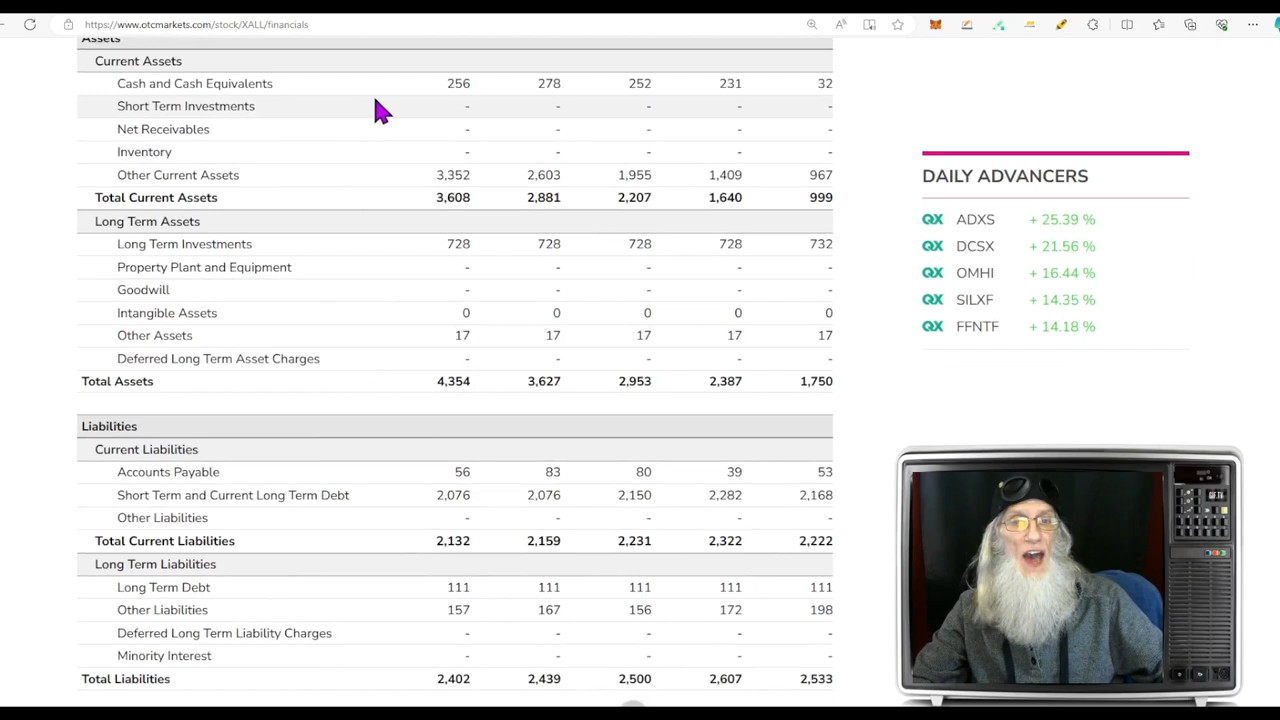 https://www.otcmarkets.com/stock/XALL/financials
Assets
Current Assets
Cash and Cash Equivalents 256 278 252 231 32
Short Term Investments - - - - -
Net Receivables - - - - -
Inventory - - - - -
Other Current Assets 3,352 2,603 1,955 1,409 967
Total Current Assets 3,608 2,881 2,207 1,640 999
Long Term Assets
Long Term Investments 728 728 728 728 732
Property Plant and Equipment - - - - -
Goodwill - - - - -
Intangible Assets 0 0 0 0 0
Other Assets 17 17 17 17 17
Deferred Long Term Asset Charges - - - - -
Total Assets 4,354 3,627 2,953 2,387 1,750
Liabilities
Current Liabilities
Accounts Payable 56 83 80 39 53
Short Term and Current Long Term Debt 2,076 2,076 2,150 2,282 2,168
Other Liabilities - - - - -
Total Current Liabilities 2,132 2,159 2,231 2,322 2,222
Long Term Liabilities
Long Term Debt 111 111 111 111 111
Other Liabilities 157 167 156 172 198
Deferred Long Term Liability Charges - - - - -
Minority Interest - - - - -
Total Liabilities 2,402 2,439 2,500 2,607 2,533
DAILY ADVANCERS
QX ADXS + 25.39 %
QX DCSX + 21.56 %
QX OMHI + 16.44 %
QX SILXF + 14.35 %
QX FFNTF + 14.18 %